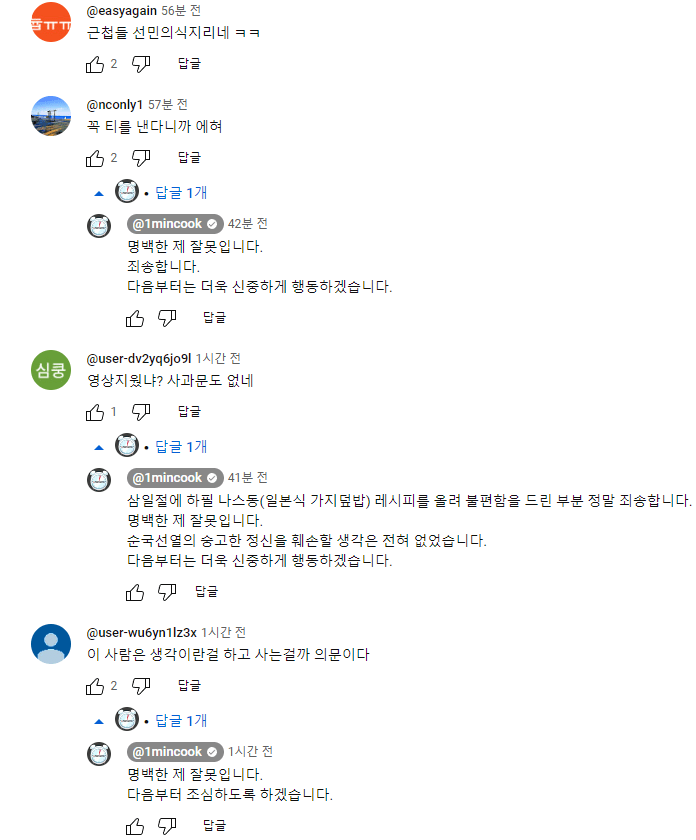 쯉ㅠㅠ
@easyagain 56분 전
근첩들 선민의식지리네 ㅋㅋ
2 답글
@nconly1 57분 전
꼭 티를 낸다니까 에혀
2 답글
• 답글 1개
@1mincook 42분 전
명백한 제 잘못입니다.
죄송합니다.
다음부터는 더욱 신중하게 행동하겠습니다.
답글
심쿵
@user-dv2yq6jo9l 1시간 전
영상지웠냐? 사과문도 없네
1 답글
• 답글 1개
@1mincook 41분 전
삼일절에 하필 나스동(일본식 가지덮밥) 레시피를 올려 불편함을 드린 부분 정말 죄송합니다.
명백한 제 잘못입니다.
순국선열의 숭고한 정신을 훼손할 생각은 전혀 없었습니다.
다음부터는 더욱 신중하게 행동하겠습니다.
답글
@user-wu6yn1lz3x 1시간 전
이 사람은 생각이란걸 하고 사는걸까 의문이다
2 답글
• 답글 1개
@1mincook 1시간 전
명백한 제 잘못입니다.
다음부터 조심하도록 하겠습니다.
답글